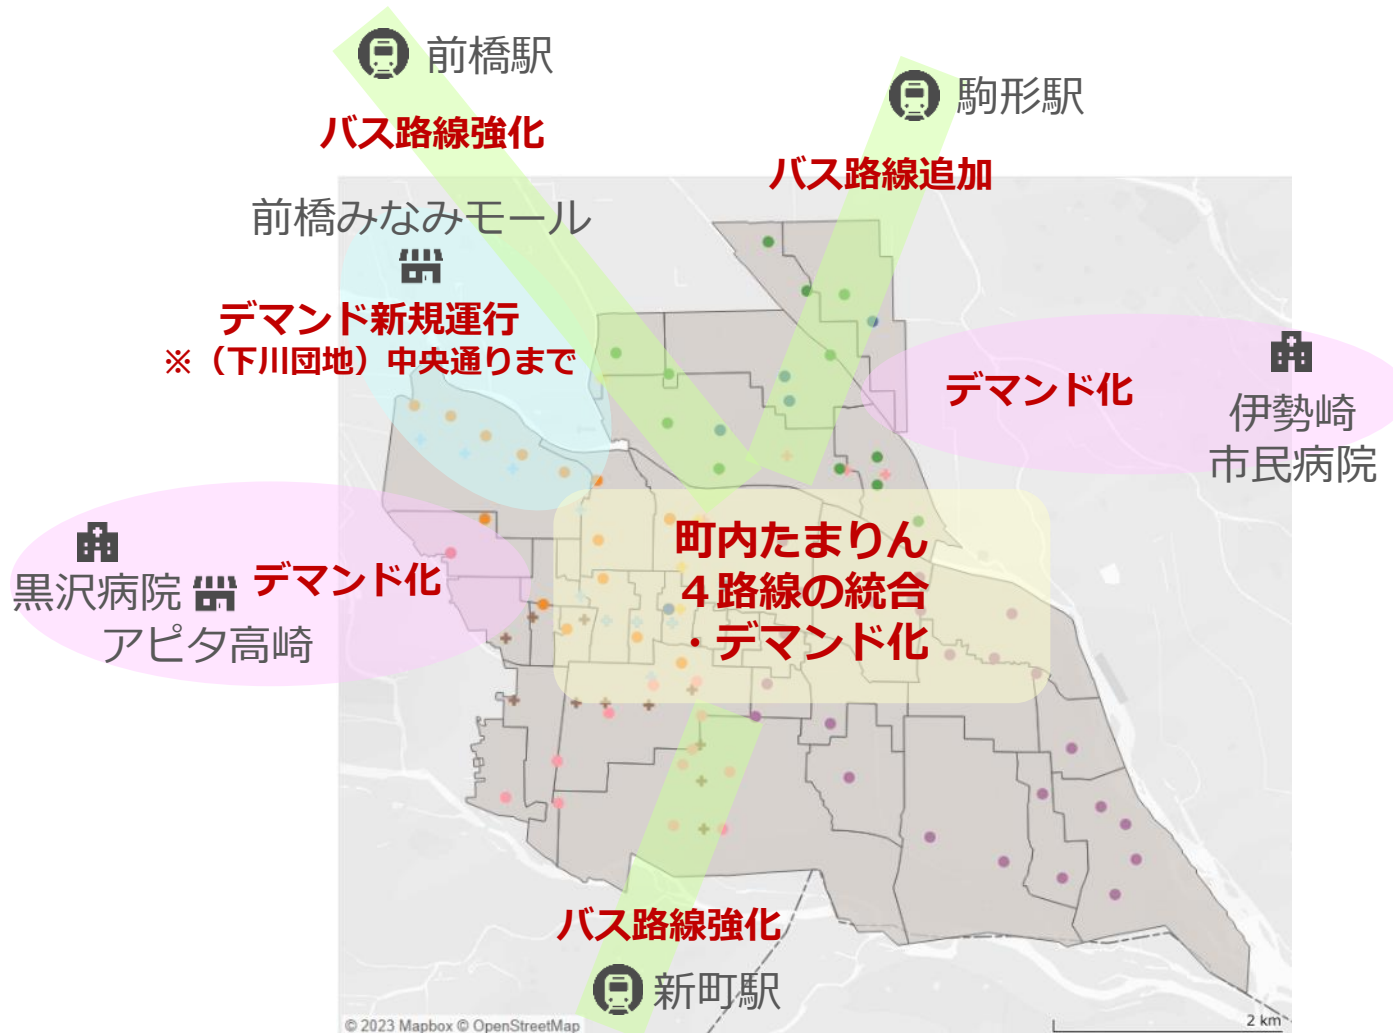 前橋駅
駒形駅
バス路線強化
バス路線追加
前橋みなみモール
デマンド新規運行
※（下川団地）中央通りまで
デマンド化
伊勢崎
市民病院
町内たまりん
４路線の統合
・デマンド化
黒沢病院
デマンド化
アピタ高崎
バス路線強化
新町駅
© 2023 Mapbox © OpenStreetMap
2 km